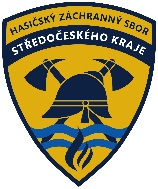 HASIČSKÝ ZÁCHRANNÝ SBOR
STŘEDOČESKÉHO KRAJE